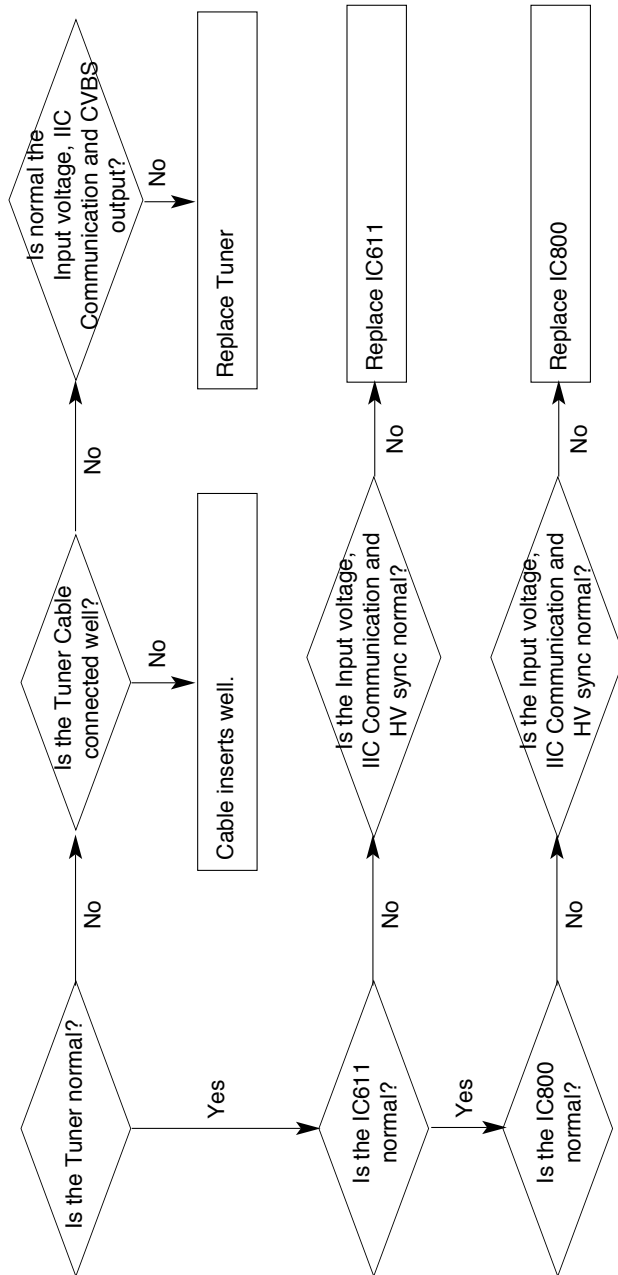 Is the Tuner normal?
No
Is the Tuner Cable
connected well?
No
Is normal the
Input voltage, IIC
Communication and CVBS
output?
No
Cable inserts well.
No
Replace Tuner
Yes
Is the IC611
normal?
No
Is the Input voltage,
IIC Communication and
HV sync normal?
No
Replace IC611
Yes
Is the IC800
normal?
No
Is the Input voltage,
IIC Communication and
HV sync normal?
No
Replace IC800